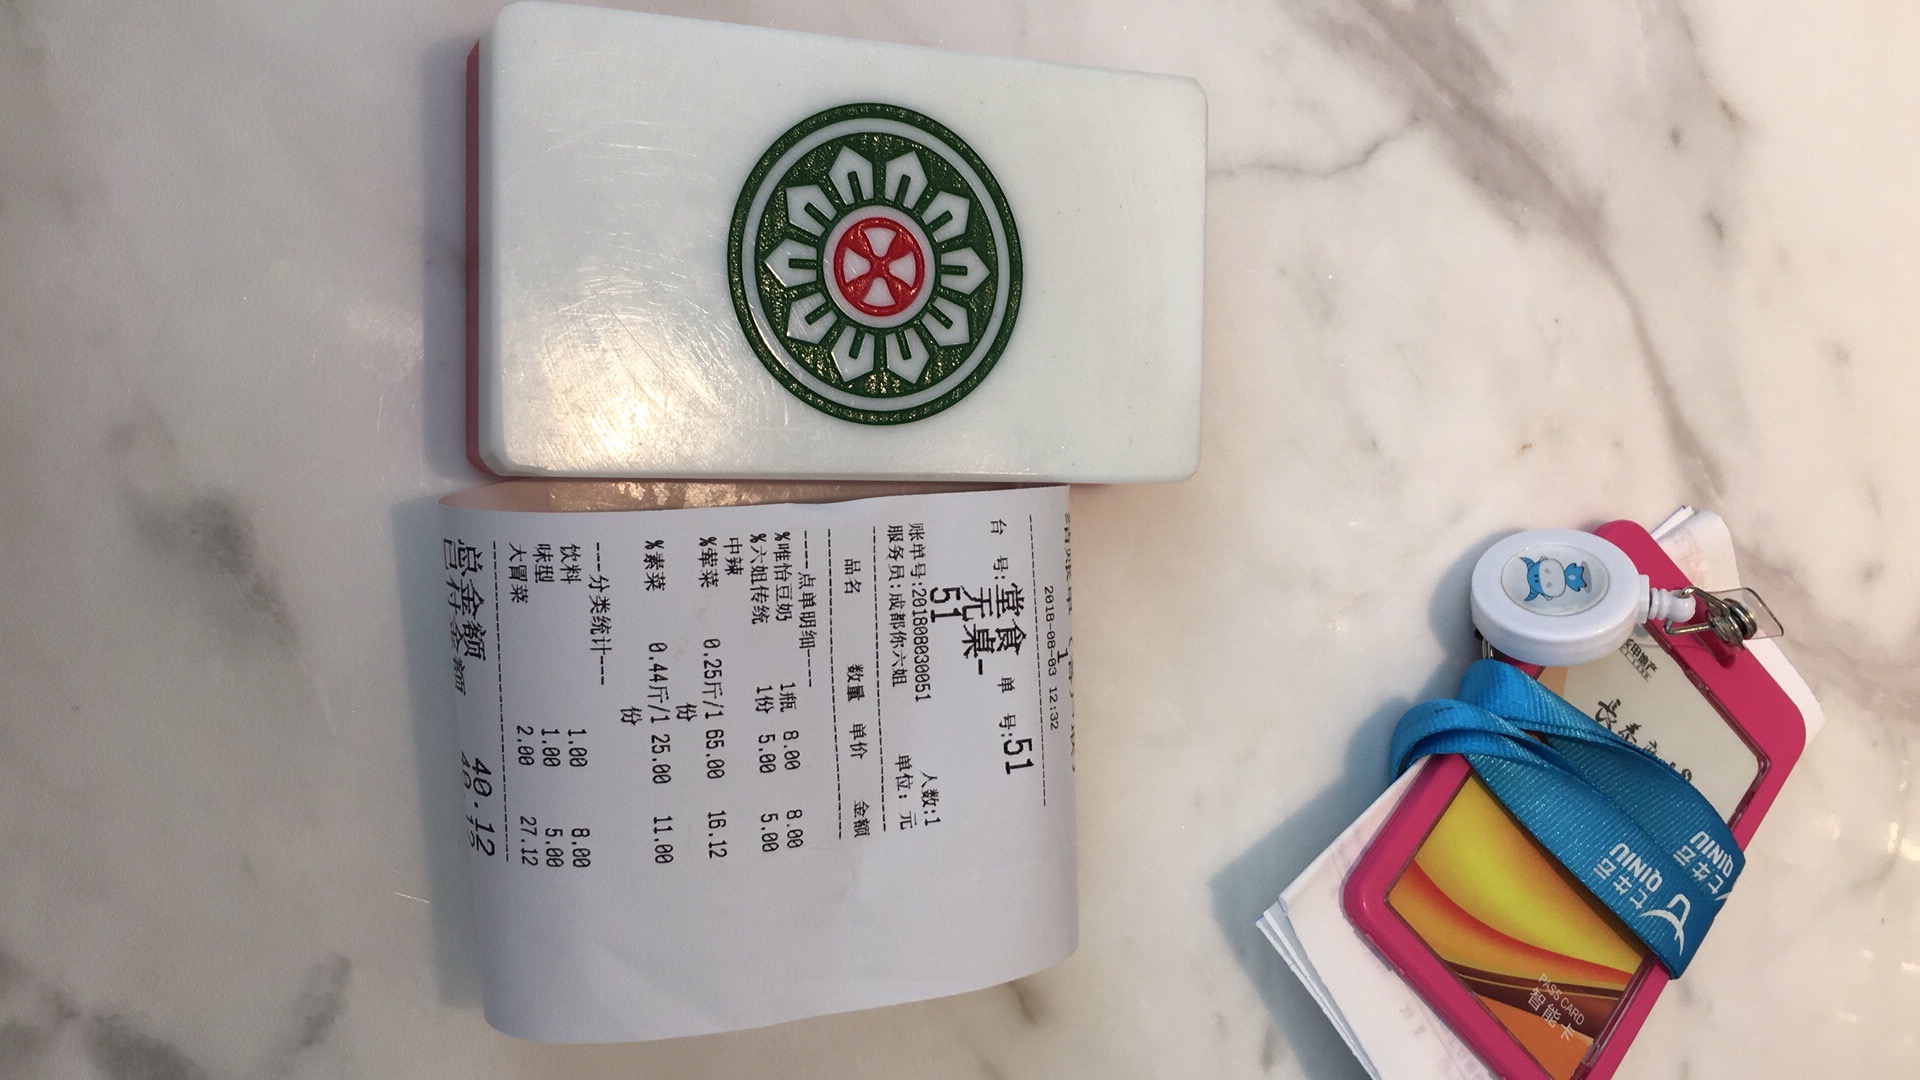 2018-08-03 12:32
台 号:堂食 单 号:51
无桌-
51
账单号:201808030051 人数:1
服务员:成都你六姐 单位:元
品名 数量 单价 金额
----点单明细----
%唯怡豆奶 1瓶 8.00 8.00
%六姐传统 1份 5.00 5.00
中辣
%荤菜 0.25斤/1 65.00 16.12
份
%素菜 0.44斤/1 25.00 11.00
份
---分类统计---
饮料 1.00 8.00
味型 1.00 5.00
大冒菜 2.00 27.12
总金额 40.12
七牛云
QINIU
七牛云
QINIU
PASS CARD
智能卡